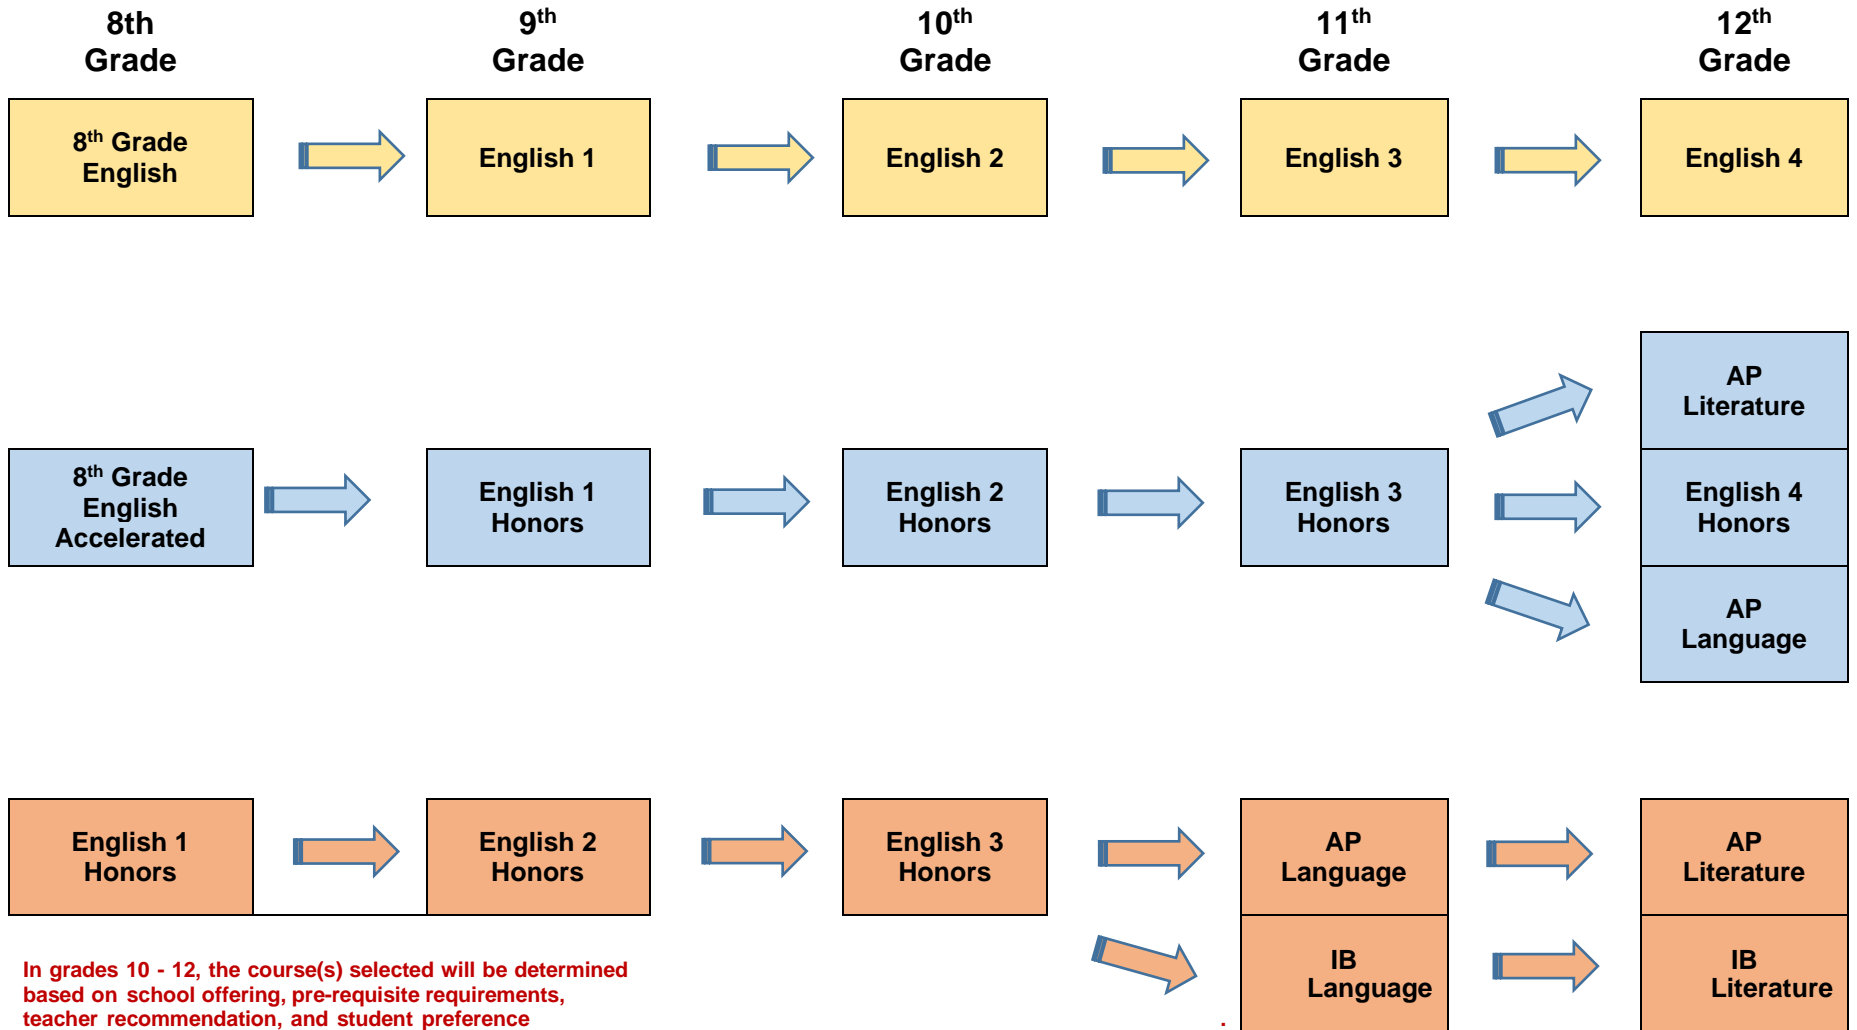 8th
Grade
9th
Grade
10th
Grade
11th
Grade
12th
Grade
8th Grade
English
English 1
English 2
English 3
English 4
AP
Literature
8th Grade
English
Accelerated
English 1
Honors
English 2
Honors
English 3
Honors
English 4
Honors
AP
Language
English 1
Honors
English 2
Honors
English 3
Honors
AP
Language
AP
Literature
IB
Language
IB
Literature
In grades 10 - 12, the course(s) selected will be determined
based on school offering, pre-requisite requirements,
teacher recommendation, and student preference .